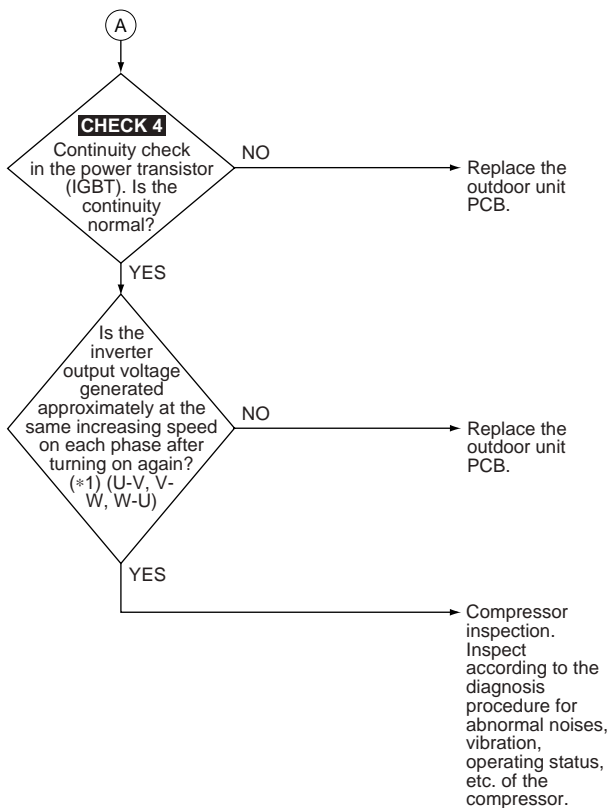 A
CHECK 4
Continuity check
in the power transistor
(IGBT). Is the
continuity
normal?
NO
Replace the
outdoor unit
PCB.
YES
Is the
inverter
output voltage
generated
approximately at the
same increasing speed
on each phase after
turning on again?
(*1) (U-V, V-
W, W-U)
NO
Replace the
outdoor unit
PCB.
YES
Compressor
inspection.
Inspect
according to the
diagnosis
procedure for
abnormal noises,
vibration,
operating status,
etc. of the
compressor.